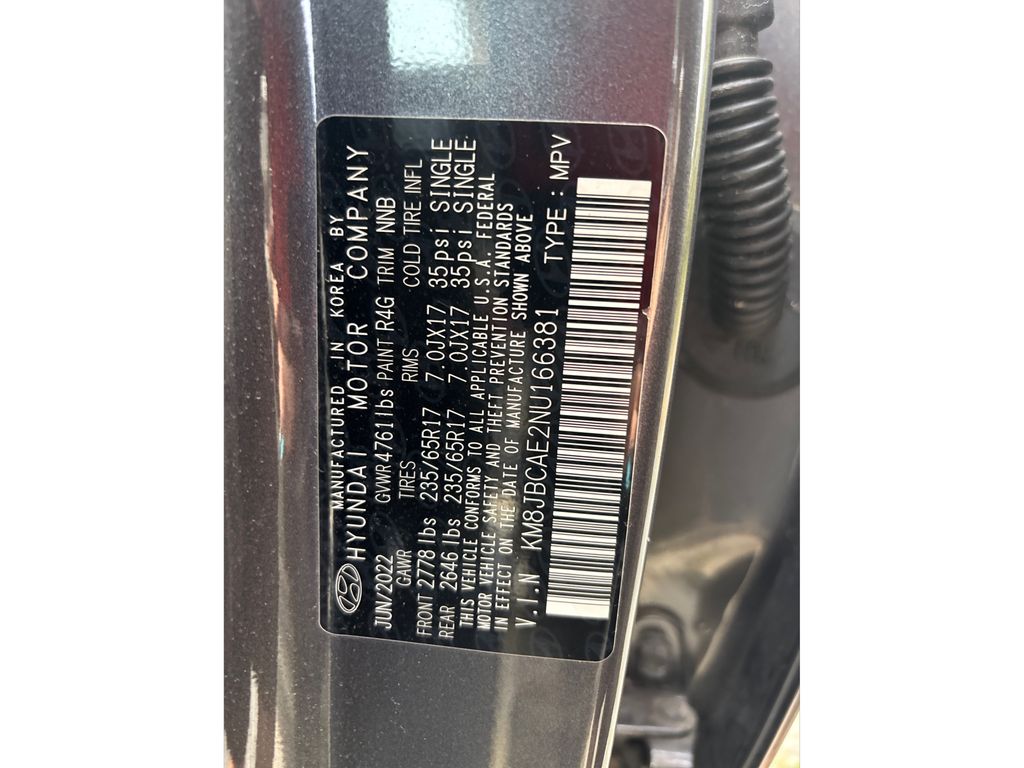 MANUFACTURED IN KOREA BY
HYUNDAI MOTOR COMPANY
JUN/2022 GVWR 4761lbs PAINT R4G TRIM NNB
GAWR TIRES RIMS COLD TIRE INFL
FRONT 2778 lbs 235/65R17 7.0JX17 35psi SINGLE
REAR 2646 lbs 235/65R17 7.0JX17 35psi SINGLE
THIS VEHICLE CONFORMS TO ALL APPLICABLE U.S.A. FEDERAL
MOTOR VEHICLE SAFETY AND THEFT PREVENTION STANDARDS
IN EFFECT ON THE DATE OF MANUFACTURE SHOWN ABOVE
V.I.N KM8JBCAE2NU166381 TYPE : MPV